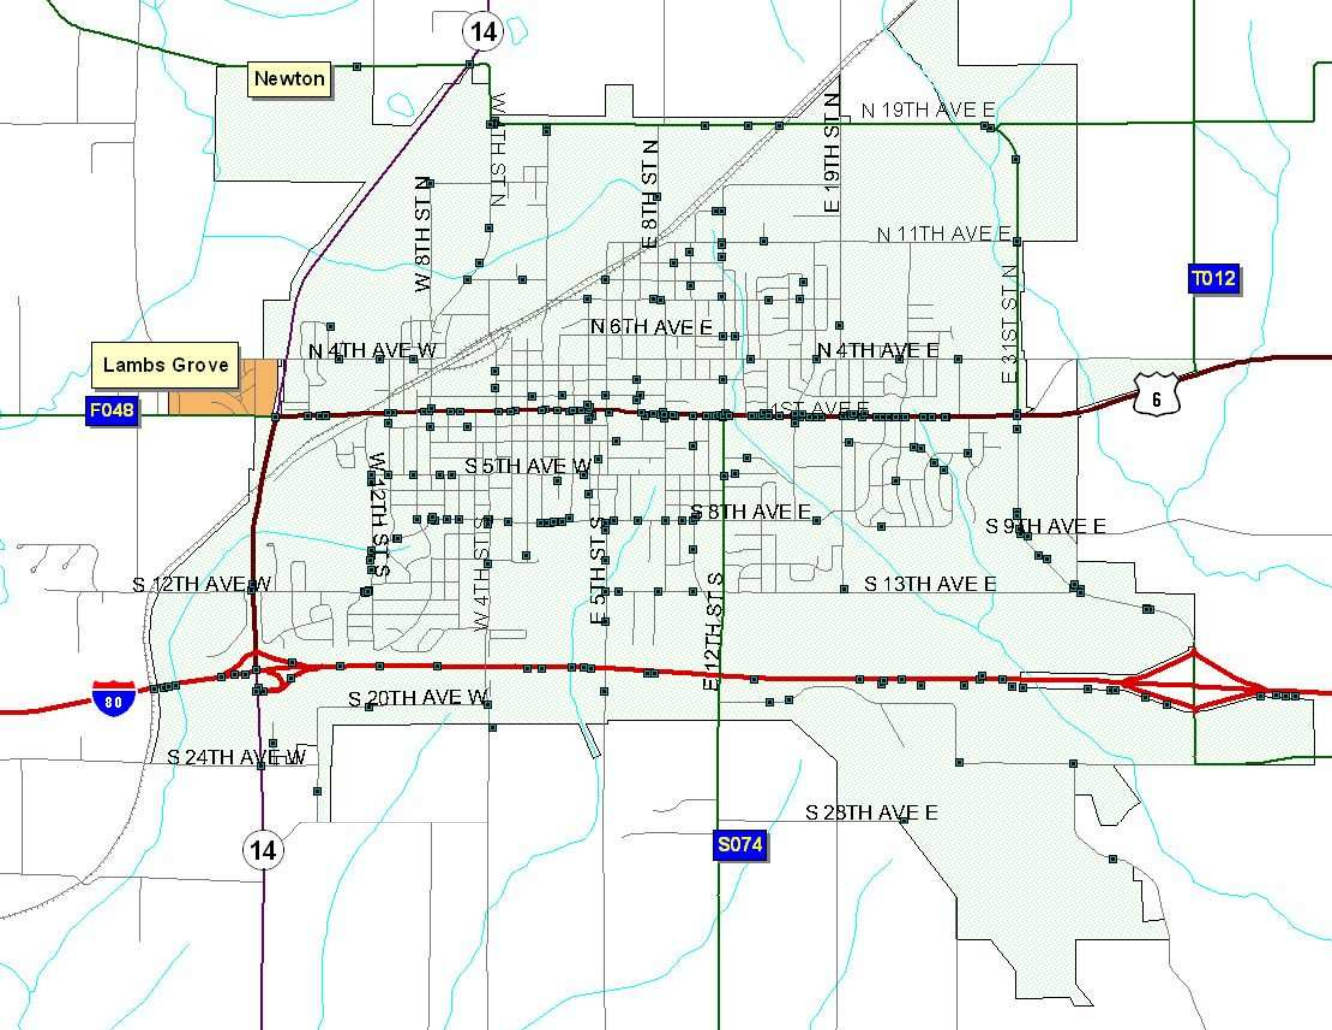 14
Newton
N 19TH AVE E
W 4TH ST N
E 19TH ST N
E 8TH ST N
W 8TH ST N
N 11TH AVE E
T012
E 31ST ST N
N 6TH AVE E
N 4TH AVE W
N 4TH AVE E
Lambs Grove
6
F048
1ST AVE E
S 5TH AVE W
W 12TH ST S
S 8TH AVE E
S 9TH AVE E
W 4TH ST S
E 5TH ST S
S 12TH AVE W
S 13TH AVE E
E 12TH ST S
80
S 20TH AVE W
S 24TH AVE W
S 28TH AVE E
14
S074